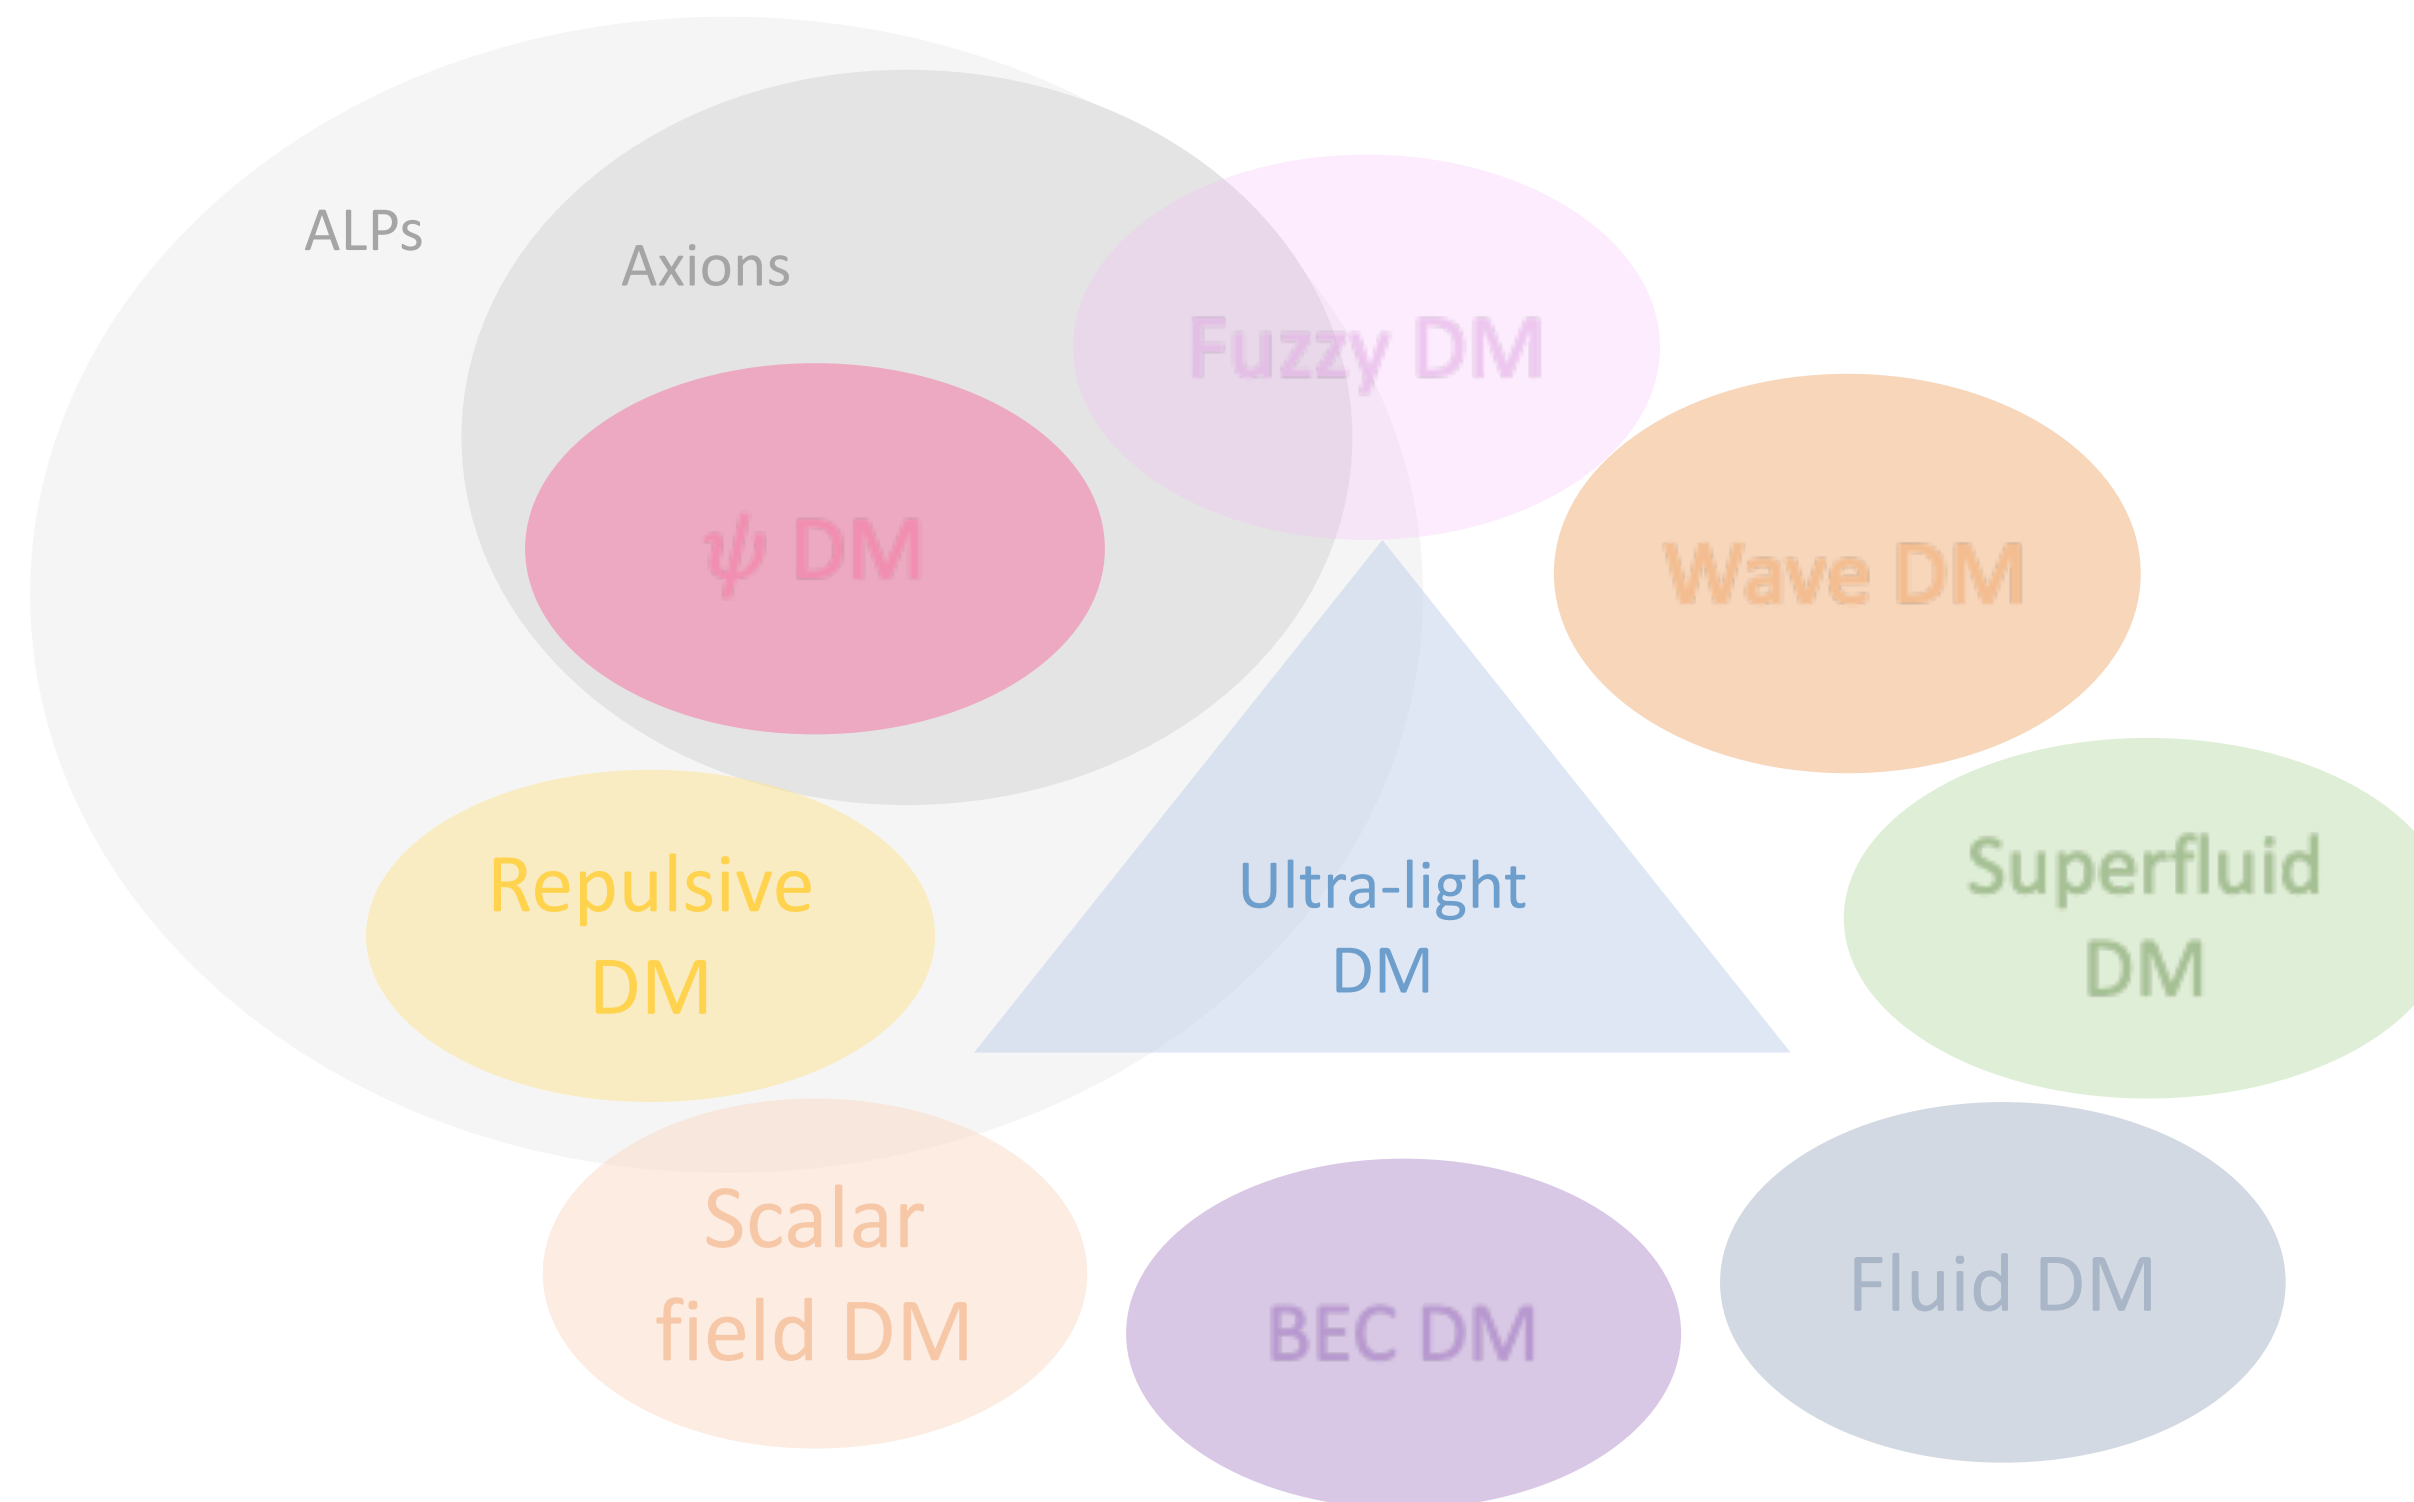 ALPs
Axions
Fuzzy DM
ψ DM
Wave DM
Repulsive
DM
Ultra-light
DM
Superfluid
DM
Scalar
field DM
BEC DM
Fluid DM